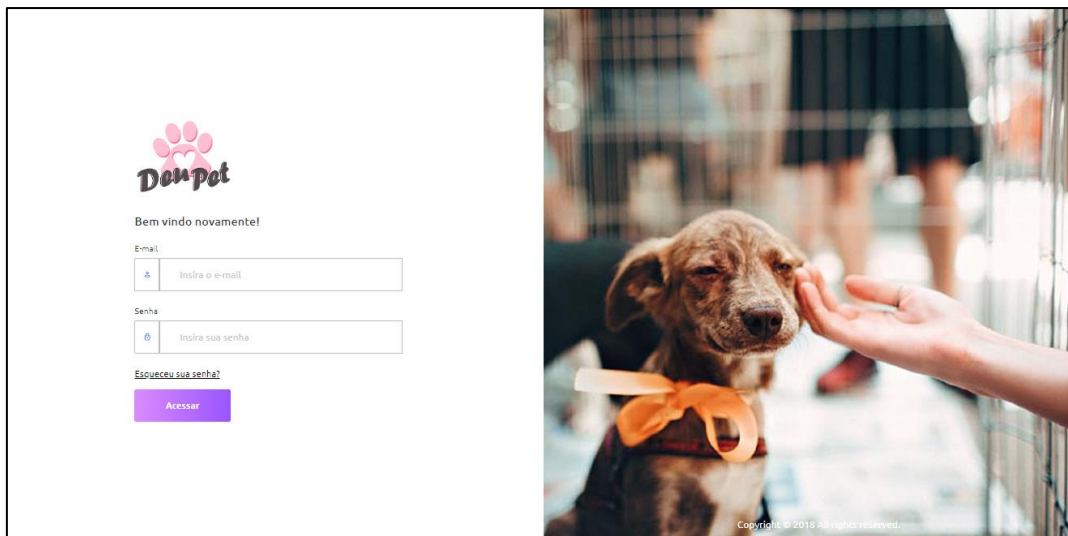 DeuPet
Bem vindo novamente!
E-mail
Insira o e-mail
Senha
Insira sua senha
Esqueceu sua senha?
Acessar
Copyright © 2018 All rights reserved.